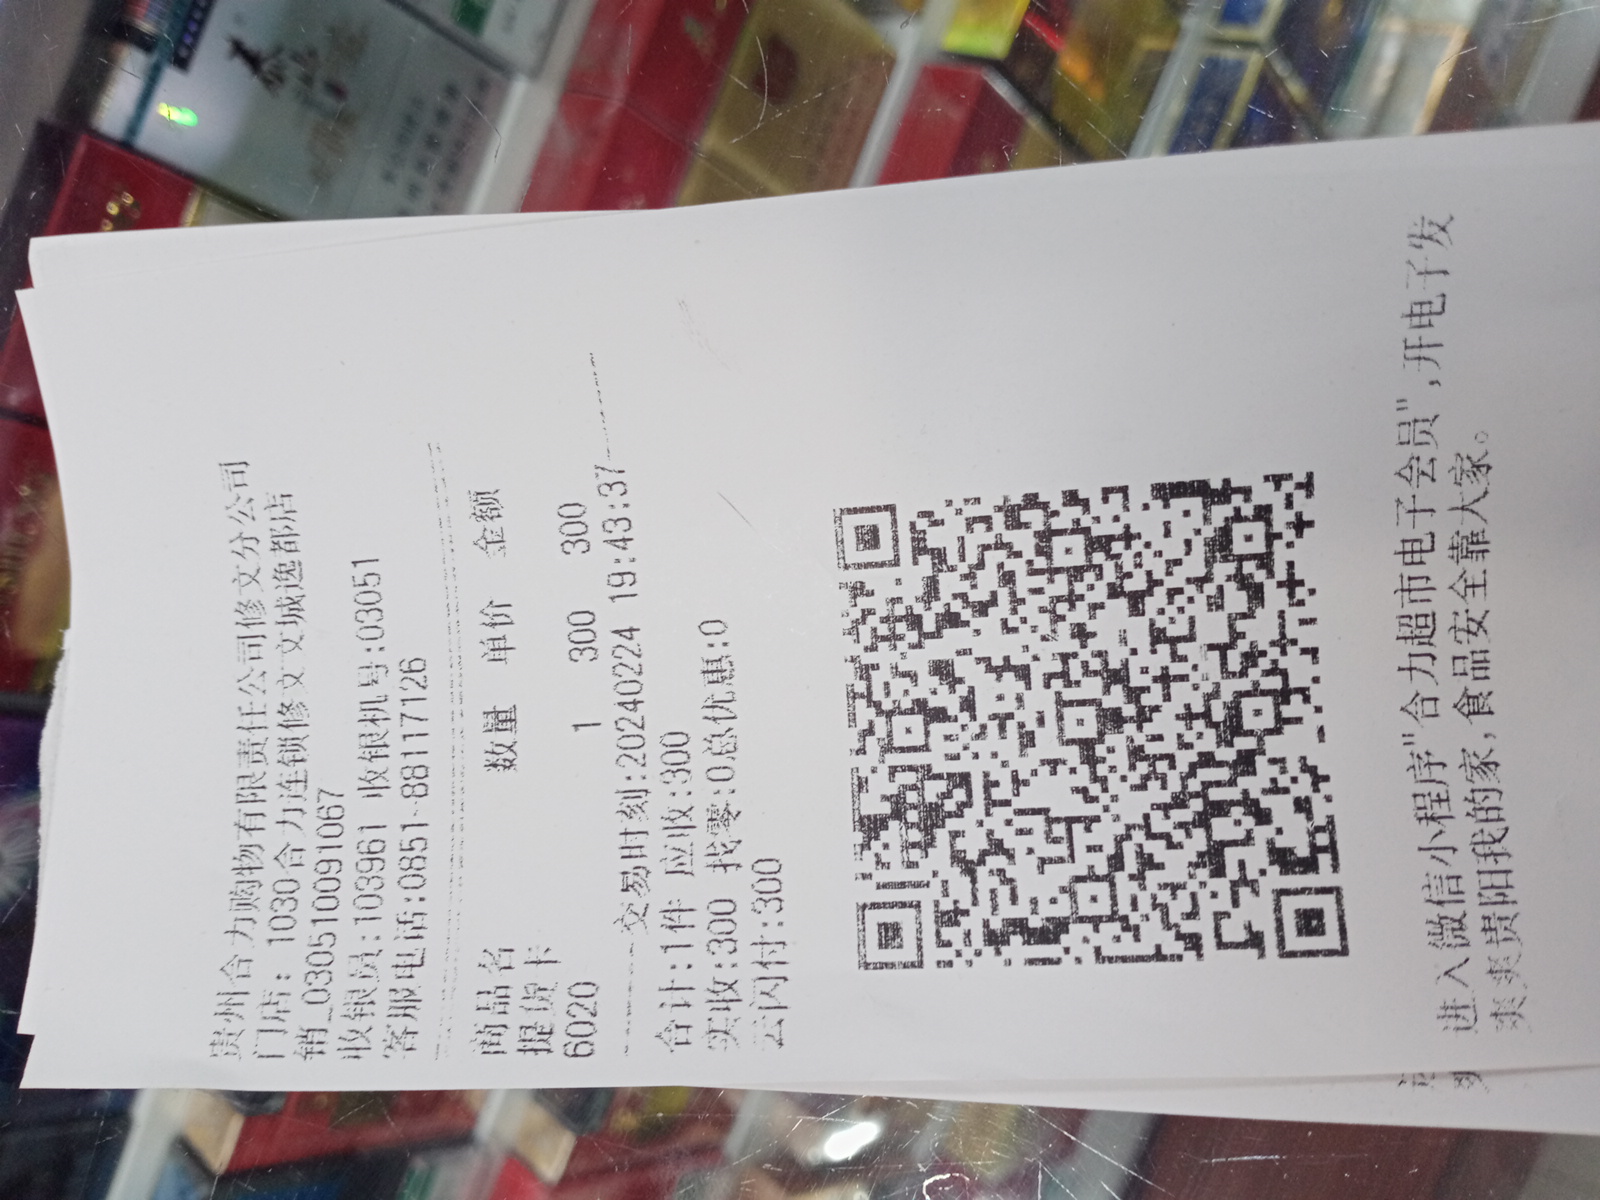 贵州合力购物有限责任公司修文分公司
门店: 1030合力连锁修文文城逸都店
销_030510091067
收银员:103961 收银机号:03051
客服电话:0851-88117126
商品名 数量 单价 金额
提货卡
6020 1 300 300
交易时刻:20240224 19:43:37
合计:1件 应收:300
实收:300 找零:0总优惠:0
云闪付:300
进入微信小程序"合力超市电子会员",开电子发
爽爽贵阳我的家,食品安全靠大家。